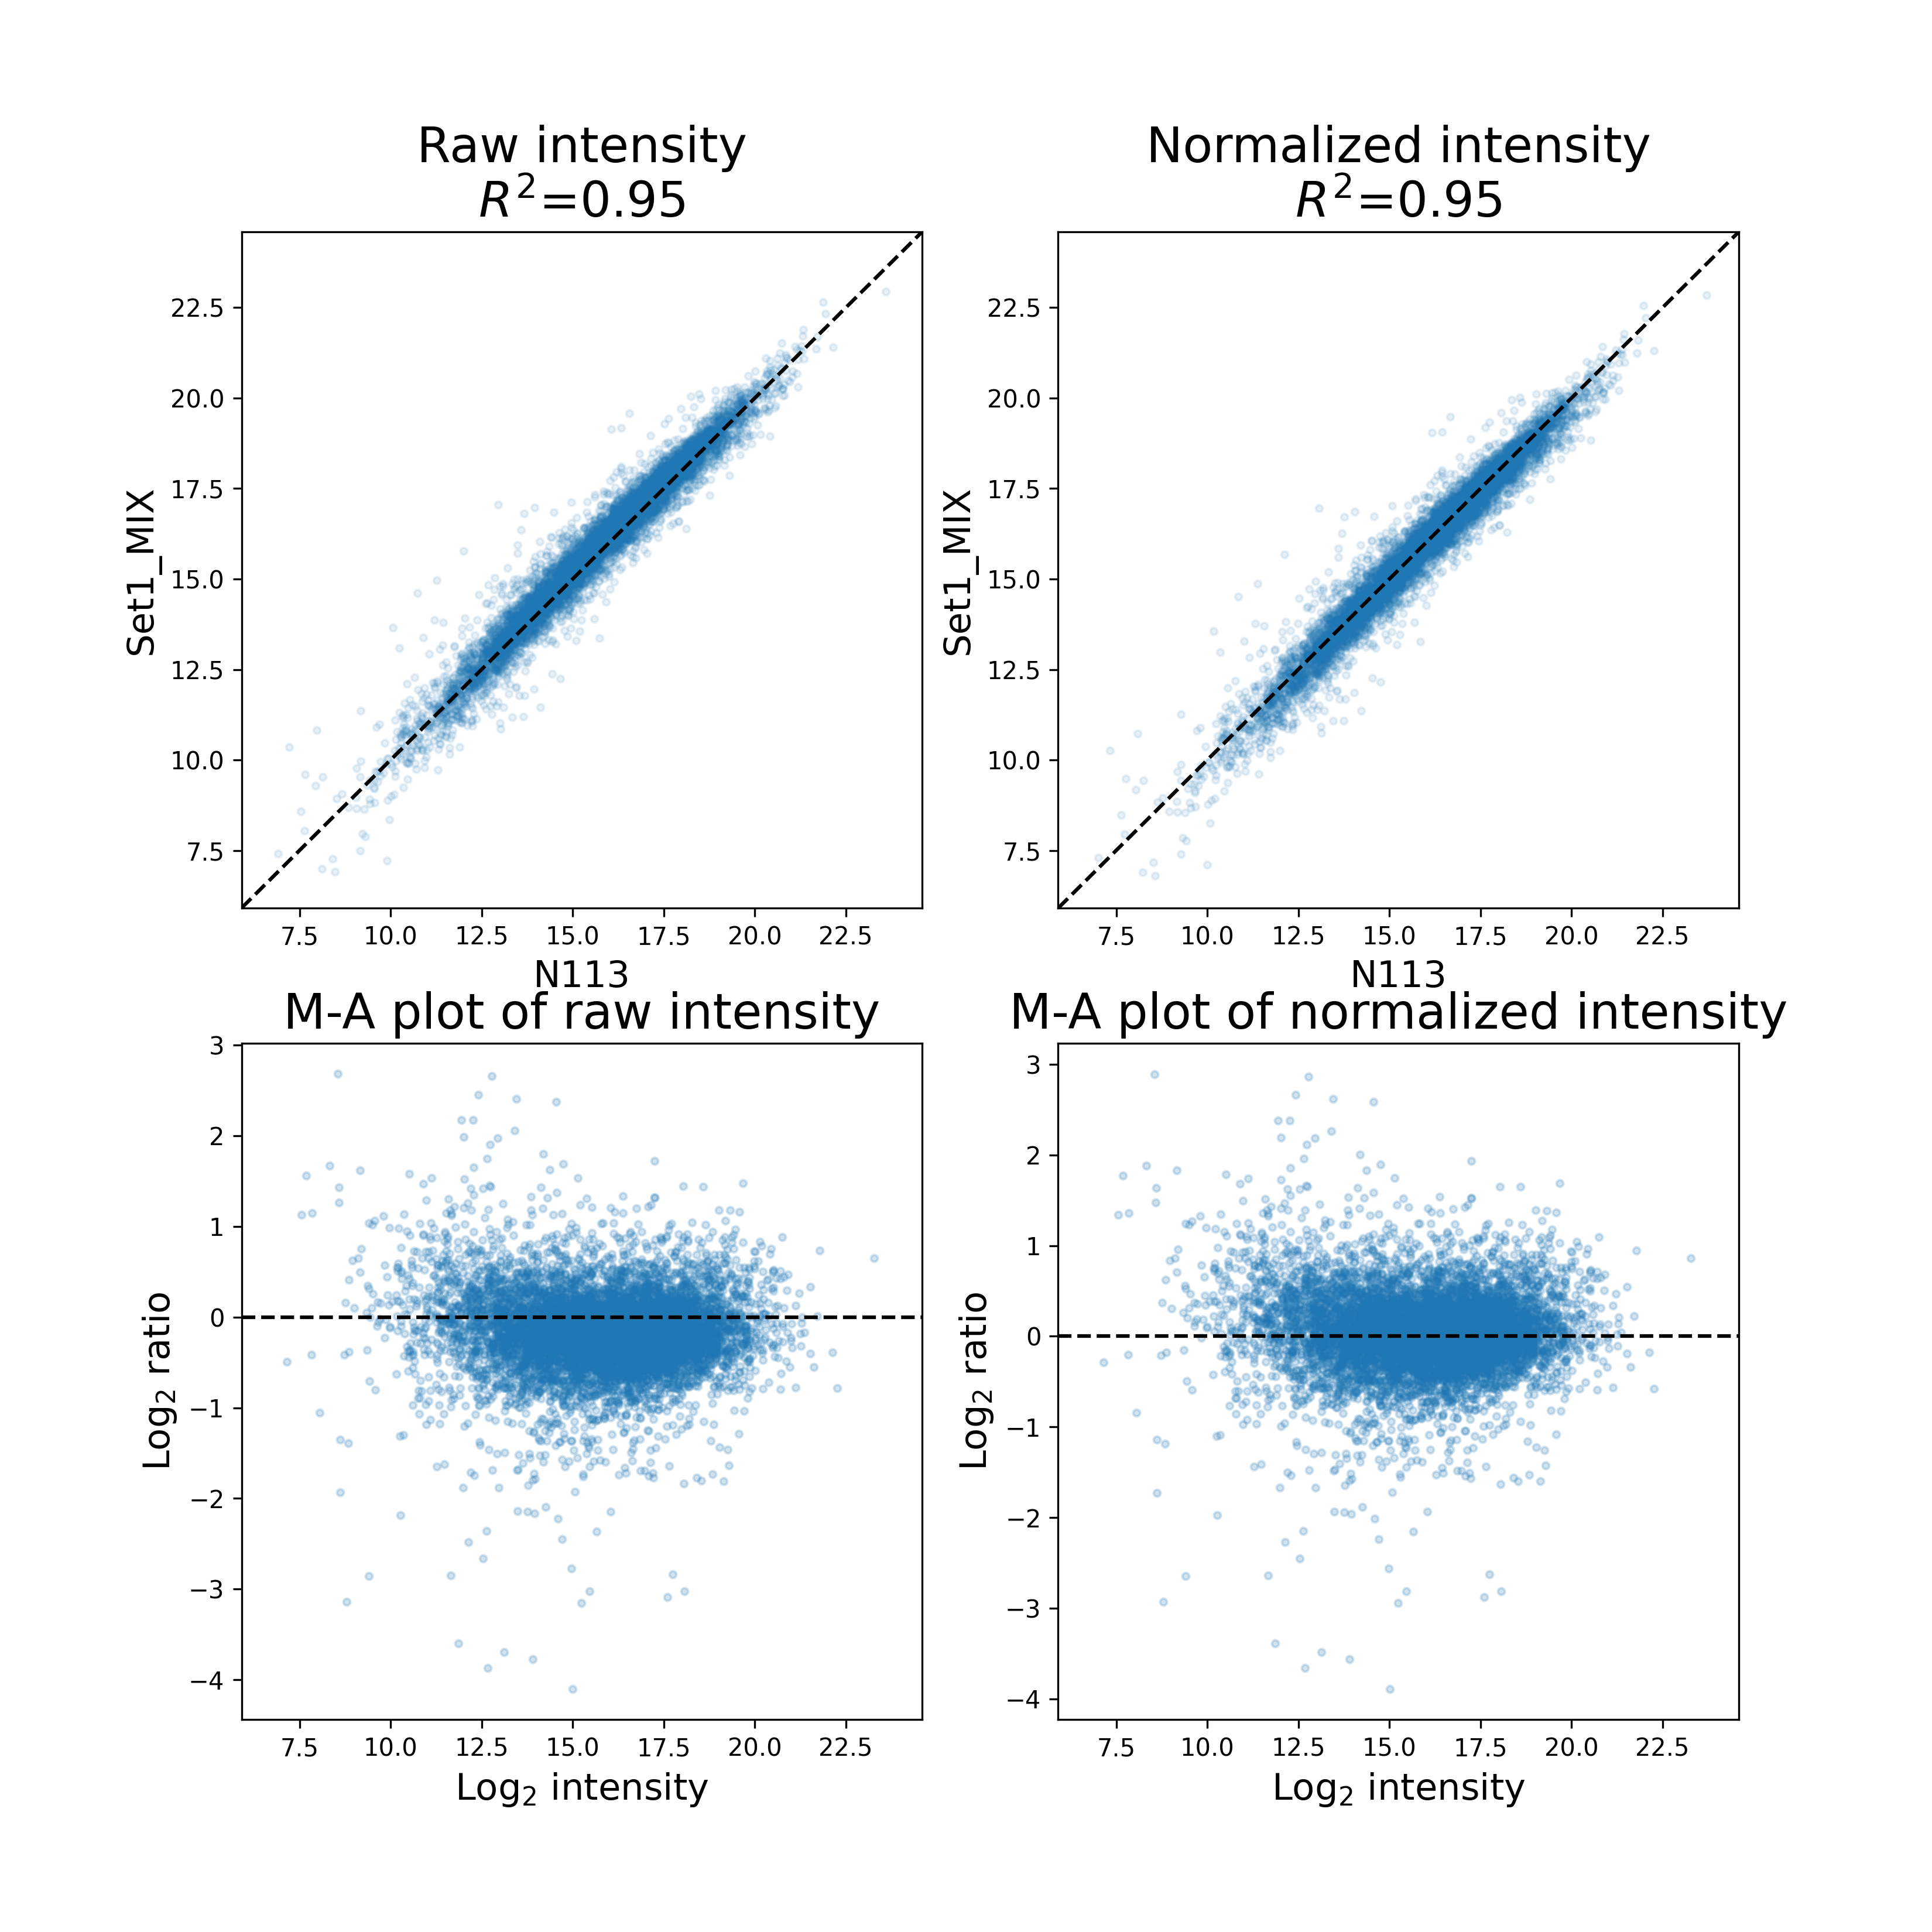 Raw intensity
R²=0.95
22.5
20.0
17.5
15.0
12.5
10.0
7.5
Set1_MIX
7.5 10.0 12.5 15.0 17.5 20.0 22.5
N113
Normalized intensity
R²=0.95
22.5
20.0
17.5
15.0
12.5
10.0
7.5
Set1_MIX
7.5 10.0 12.5 15.0 17.5 20.0 22.5
N113
M-A plot of raw intensity
3
2
1
0
−1
−2
−3
−4
Log₂ ratio
7.5 10.0 12.5 15.0 17.5 20.0 22.5
Log₂ intensity
M-A plot of normalized intensity
3
2
1
0
−1
−2
−3
−4
Log₂ ratio
7.5 10.0 12.5 15.0 17.5 20.0 22.5
Log₂ intensity